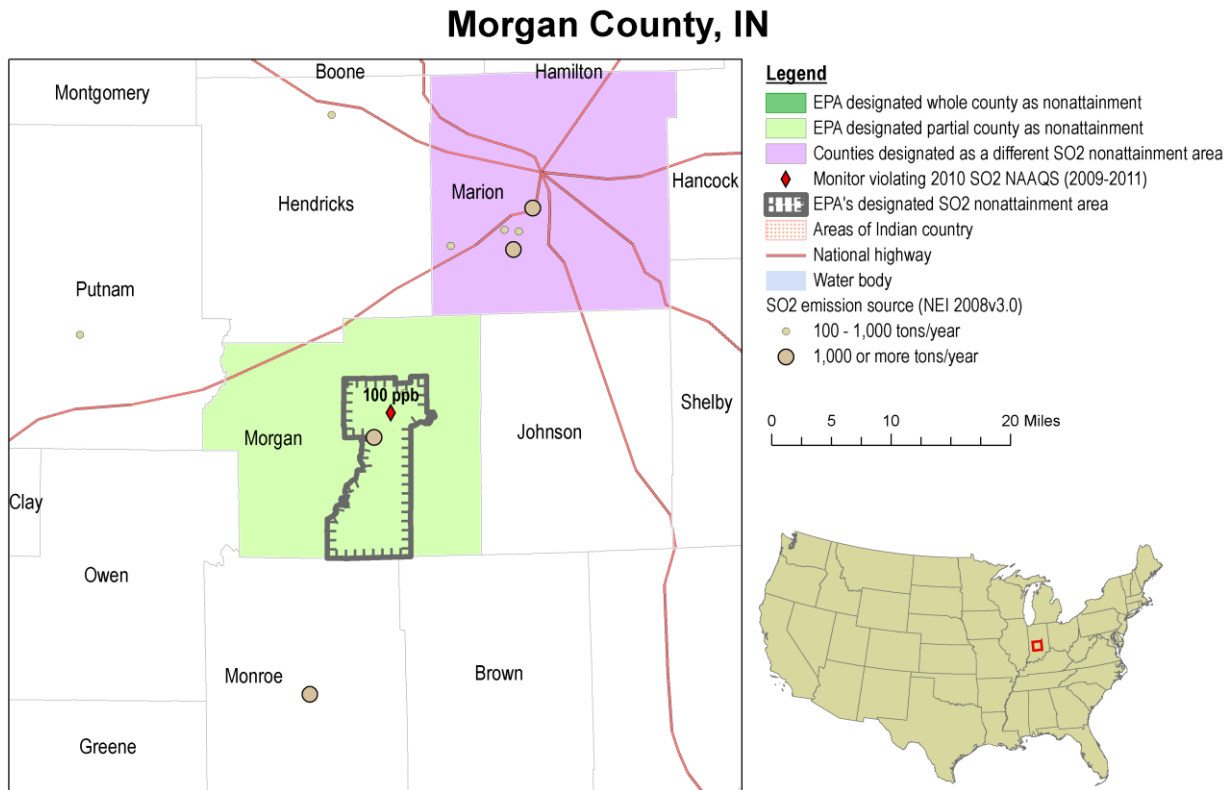 Morgan County, IN
Boone
Hamilton
Montgomery
Marion
Hancock
Hendricks
Putnam
100 ppb
Shelby
Morgan
Johnson
Clay
Owen
Monroe
Brown
Greene
Legend
EPA designated whole county as nonattainment
EPA designated partial county as nonattainment
Counties designated as a different SO2 nonattainment area
Monitor violating 2010 SO2 NAAQS (2009-2011)
EPA's designated SO2 nonattainment area
Areas of Indian country
National highway
Water body
SO2 emission source (NEI 2008v3.0)
100 - 1,000 tons/year
1,000 or more tons/year
0 5 10 20 Miles